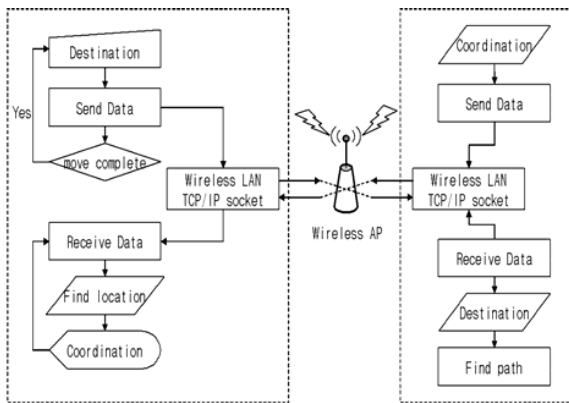 Destination
Yes
Send Data
move complete
Wireless LAN
TCP/IP socket
Receive Data
Find location
Coordination
Wireless AP
Coordination
Send Data
Wireless LAN
TCP/IP socket
Receive Data
Destination
Find path